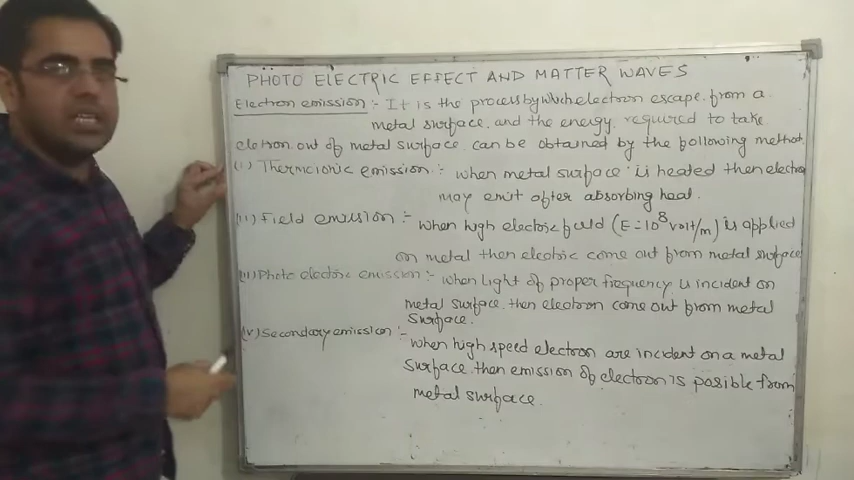 PHOTO ELECTRIC EFFECT AND MATTER WAVES
Electron emission :- It is the process by which electron escape from a
metal surface. and the energy required to take
eletron out of metal surface can be obtained by the following method.
(i) Thermoionic emission :- when metal surface is heated then electron
may emit after absorbing heat.
(ii) Field emission :- when high electric field (E = 10⁸ volt/m) is applied
on metal then electric come out from metal surface
(iii) Photo electric emission :- when light of proper frequency is incident on
metal surface then electron come out from metal
surface.
(iv) Secondary emission :- when high speed electron are incident on a metal
surface then emission of electron is posible from
metal surface.